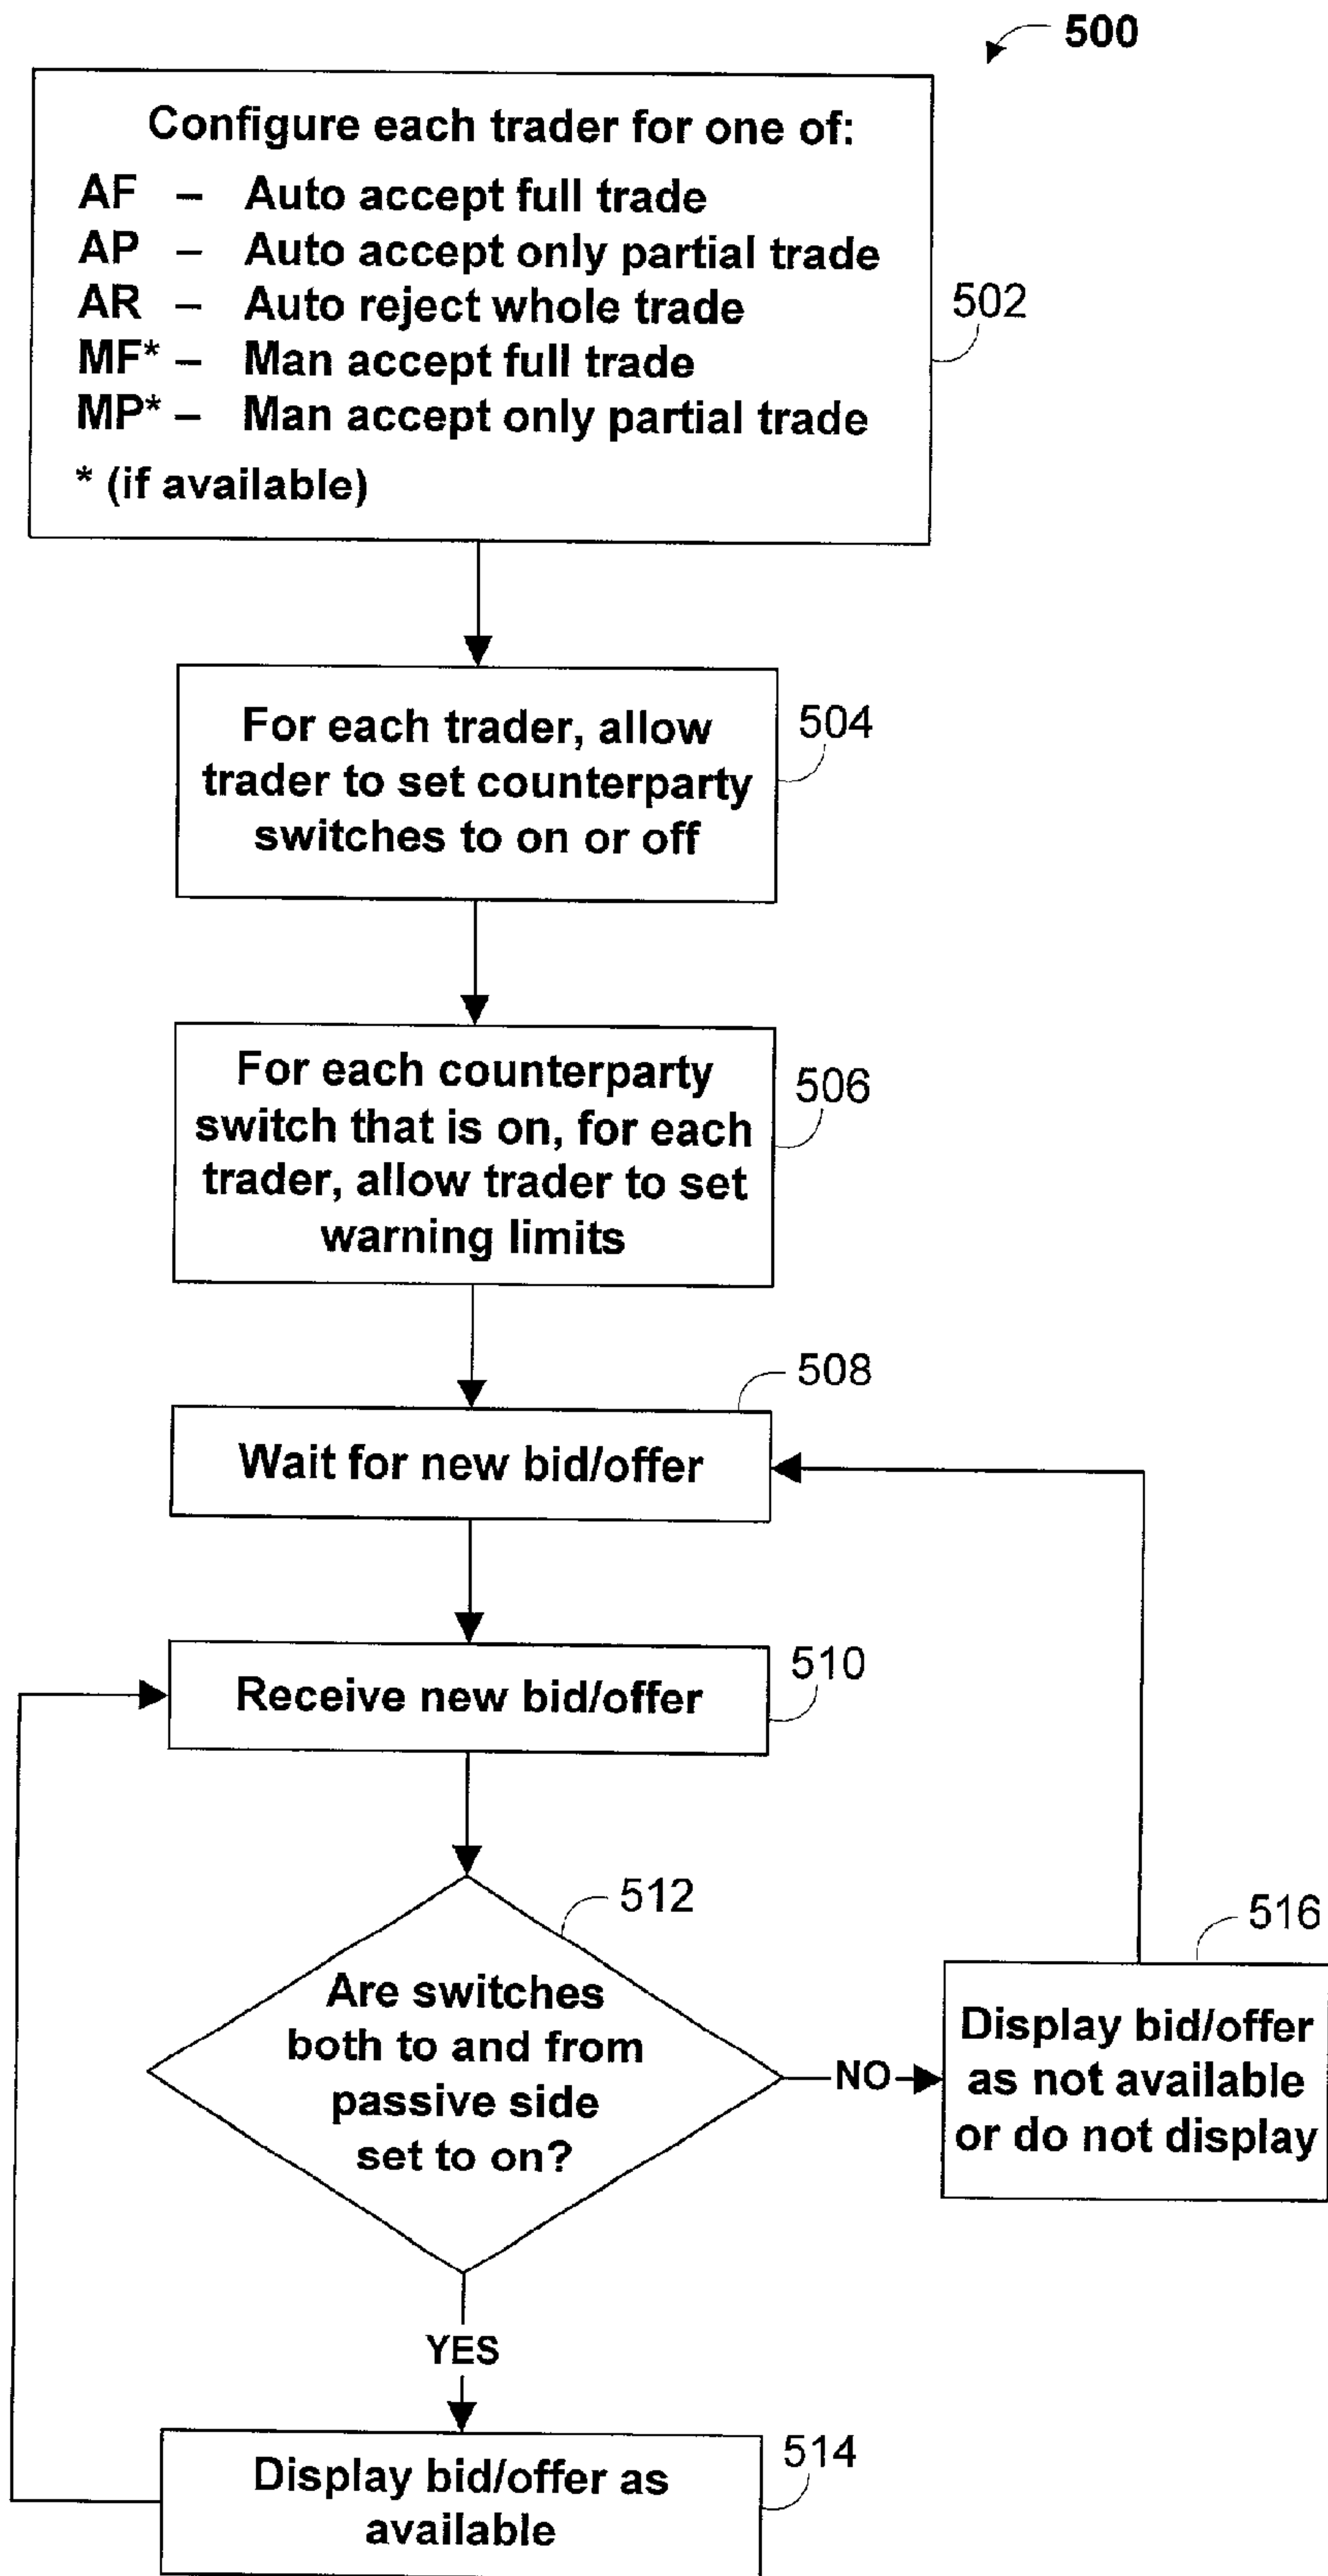 500
Configure each trader for one of:
AF – Auto accept full trade
AP – Auto accept only partial trade
AR – Auto reject whole trade
MF* – Man accept full trade
MP* – Man accept only partial trade
* (if available)
502
For each trader, allow
trader to set counterparty
switches to on or off
504
For each counterparty
switch that is on, for each
trader, allow trader to set
warning limits
506
508
Wait for new bid/offer
510
Receive new bid/offer
512
Are switches
both to and from
passive side
set to on?
NO
516
Display bid/offer
as not available
or do not display
YES
514
Display bid/offer as
available